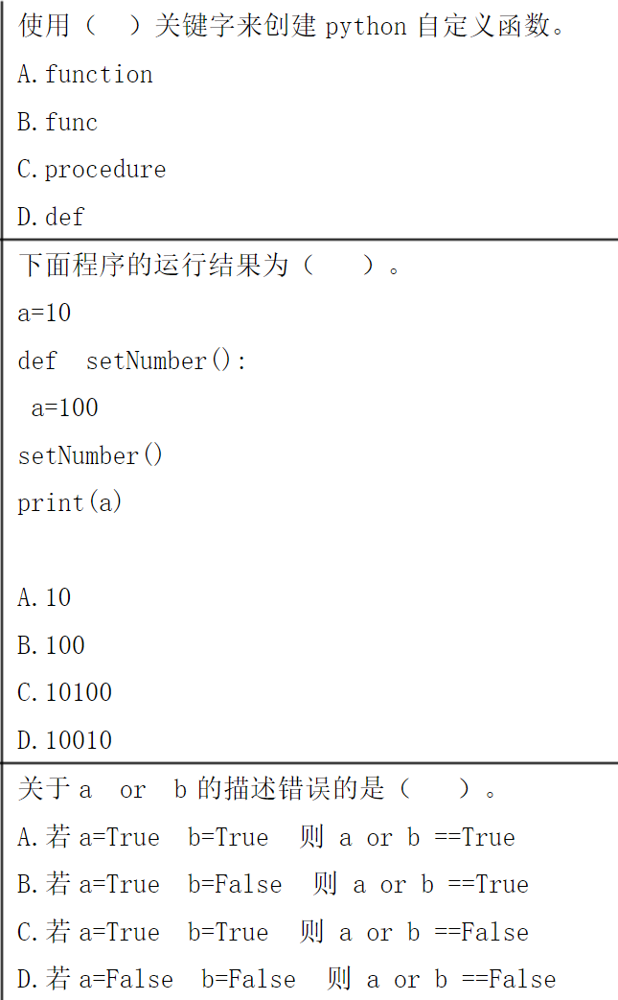 使用（  ）关键字来创建 python 自定义函数。
A.function
B.func
C.procedure
D.def
下面程序的运行结果为（   ）。
a=10
def  setNumber():
 a=100
setNumber()
print(a)
A.10
B.100
C.10100
D.10010
关于 a  or  b 的描述错误的是（   ）。
A.若 a=True  b=True  则 a or b ==True
B.若 a=True  b=False  则 a or b ==True
C.若 a=True  b=True  则 a or b ==False
D.若 a=False  b=False  则 a or b ==False